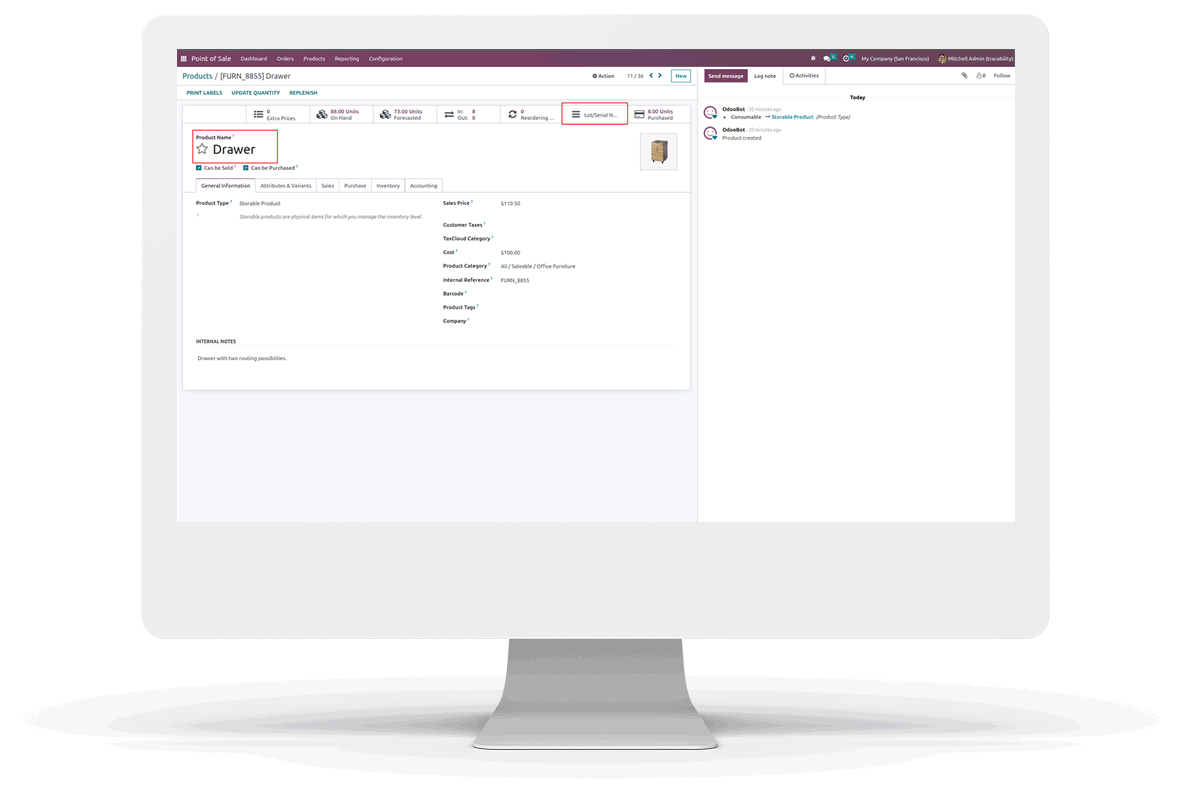 Point of Sale Dashboard Orders Products Reporting Configuration
My Company (San Francisco) Mitchell Admin (tracability)
Products / [FURN_8855] Drawer
Action 11 / 36 New
PRINT LABELS UPDATE QUANTITY REPLENISH
0 Extra Prices
88.00 Units On Hand
73.00 Units Forecasted
In: 8
Out: 0
0 Reordering ...
Lot/Serial N...
8.00 Units Purchased
Product Name ?
Drawer
Can be Sold ? Can be Purchased ?
General Information Attributes & Variants Sales Purchase Inventory Accounting
Product Type ? Storable Product
? Storable products are physical items for which you manage the inventory level.
Sales Price ? $110.50
Customer Taxes ?
TaxCloud Category ?
Cost ? $100.00
Product Category ? All / Saleable / Office Furniture
Internal Reference ? FURN_8855
Barcode ?
Product Tags ?
Company ?
INTERNAL NOTES
Drawer with two routing possiblities.
Send message Log note Activities
0 Follow
Today
OdooBot - 20 minutes ago
Consumable → Storable Product (Product Type)
OdooBot - 20 minutes ago
Product created